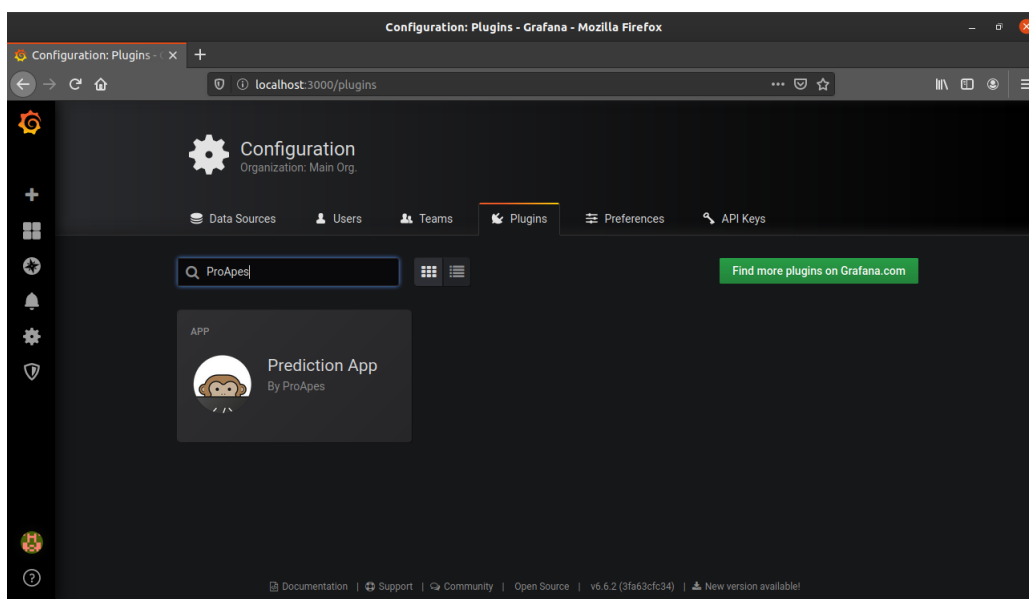 Configuration: Plugins - Grafana - Mozilla Firefox
Configuration: Plugins - G
localhost:3000/plugins
Configuration
Organization: Main Org.
Data Sources Users Teams Plugins Preferences API Keys
ProApes Find more plugins on Grafana.com
APP
Prediction App
By ProApes
Documentation | Support | Community | Open Source | v6.6.2 (3fa63cfc34) | New version available!